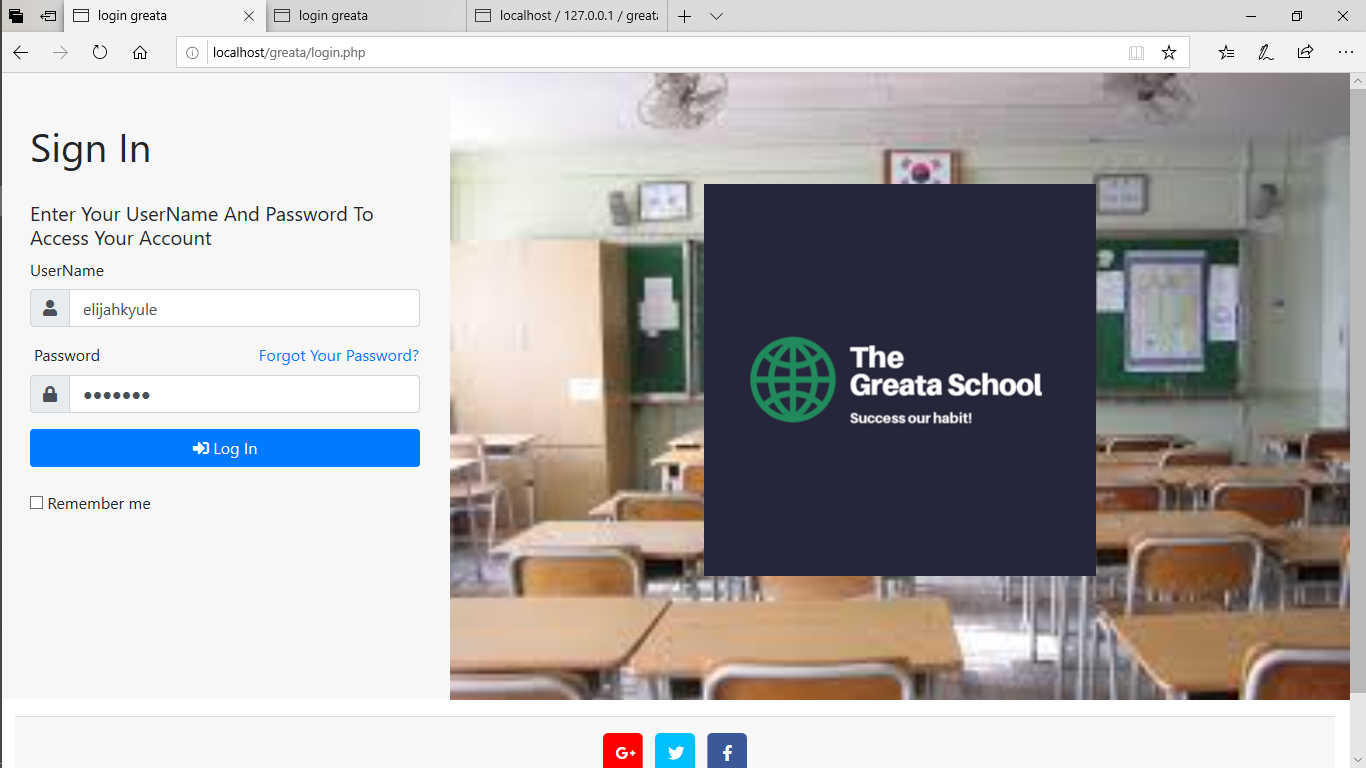 login greata
login greata
localhost / 127.0.0.1 / greata
localhost/greata/login.php
Sign In
Enter Your UserName And Password To
Access Your Account
UserName
elijahkyule
Password
Forgot Your Password?
•••••••
Log In
Remember me
The
Greata School
Success our habit!
G+
f